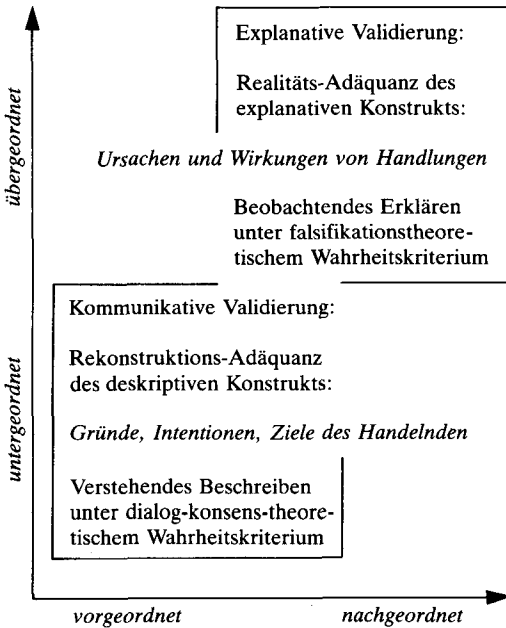 Explanative Validierung:
Realitäts-Adäquanz des
explanativen Konstrukts:
Ursachen und Wirkungen von Handlungen
Beobachtendes Erklären
unter falsifikationstheore-
tischem Wahrheitskriterium
übergeordnet
Kommunikative Validierung:
Rekonstruktions-Adäquanz
des deskriptiven Konstrukts:
Gründe, Intentionen, Ziele des Handelnden
Verstehendes Beschreiben
unter dialog-konsens-theore-
tischem Wahrheitskriterium
untergeordnet
vorgeordnet
nachgeordnet